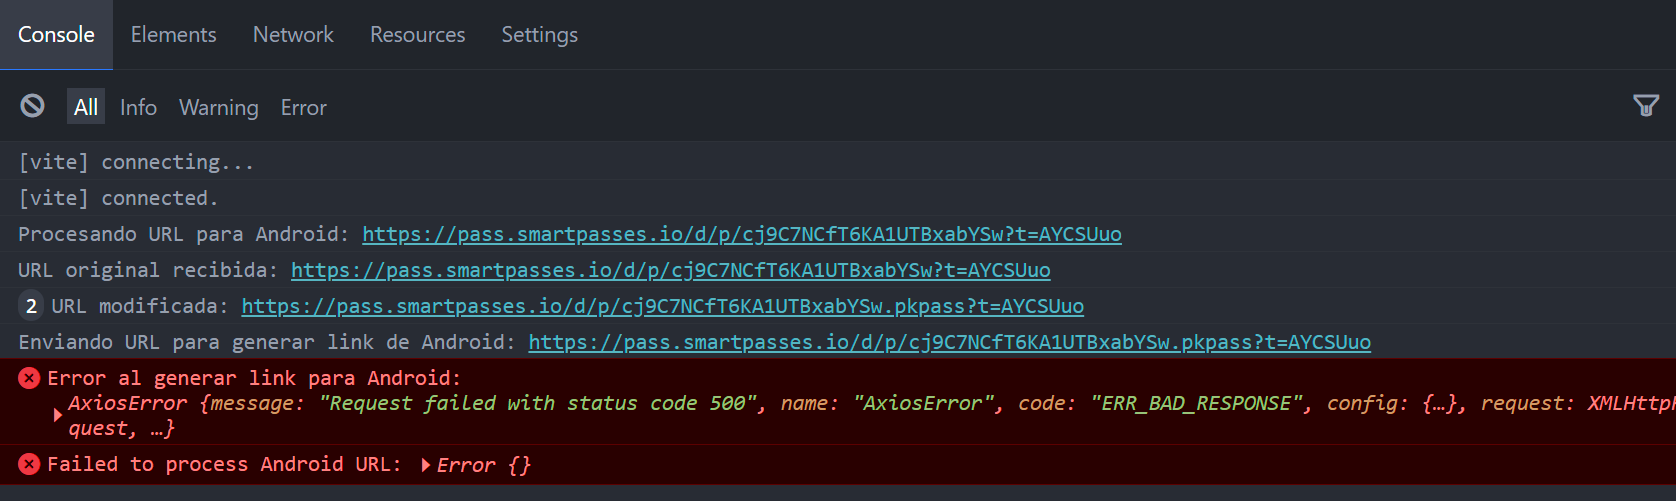 Console Elements Network Resources Settings
All Info Warning Error
[vite] connecting...
[vite] connected.
Procesando URL para Android: https://pass.smartpasses.io/d/p/cj9C7NCfT6KA1UTBxabYSw?t=AYCSUuo
URL original recibida: https://pass.smartpasses.io/d/p/cj9C7NCfT6KA1UTBxabYSw?t=AYCSUuo
2 URL modificada: https://pass.smartpasses.io/d/p/cj9C7NCfT6KA1UTBxabYSw.pkpass?t=AYCSUuo
Enviando URL para generar link de Android: https://pass.smartpasses.io/d/p/cj9C7NCfT6KA1UTBxabYSw.pkpass?t=AYCSUuo
Error al generar link para Android:
AxiosError {message: "Request failed with status code 500", name: "AxiosError", code: "ERR_BAD_RESPONSE", config: {…}, request: XMLHttp
quest, …}
Failed to process Android URL: Error {}